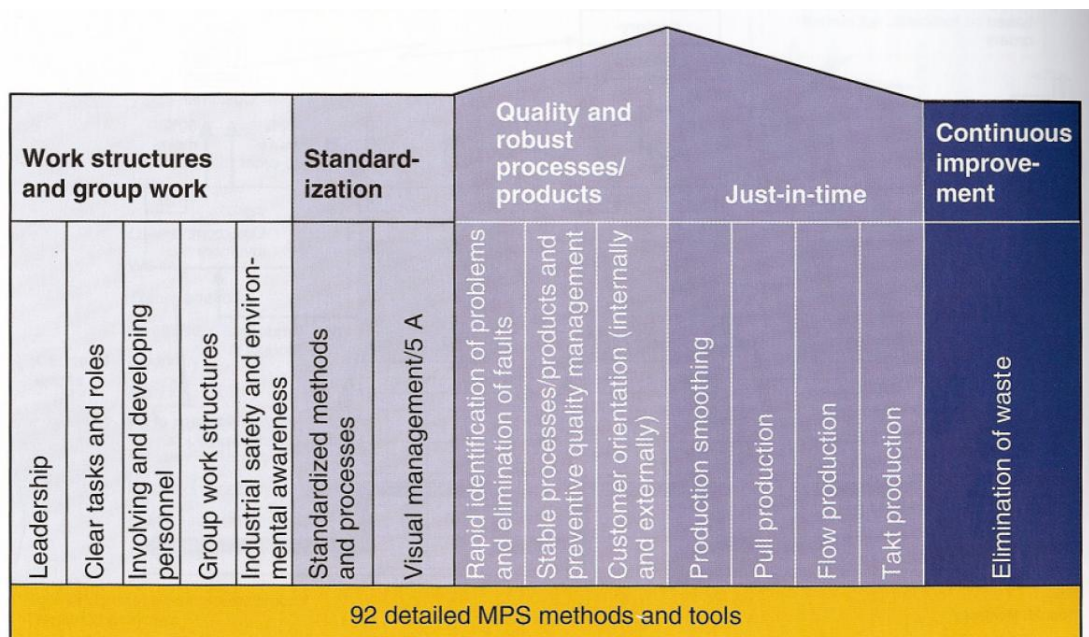 Work structures
and group work
Standard-
ization
Quality and
robust
processes/
products
Just-in-time
Continuous
improve-
ment
Leadership
Clear tasks and roles
Involving and developing
personnel
Group work structures
Industrial safety and environ-
mental awareness
Standardized methods
and processes
Visual management/5 A
Rapid identification of problems
and elimination of faults
Stable processes/products and
preventive quality management
Customer orientation (internally
and externally)
Production smoothing
Pull production
Flow production
Takt production
Elimination of waste
92 detailed MPS methods and tools